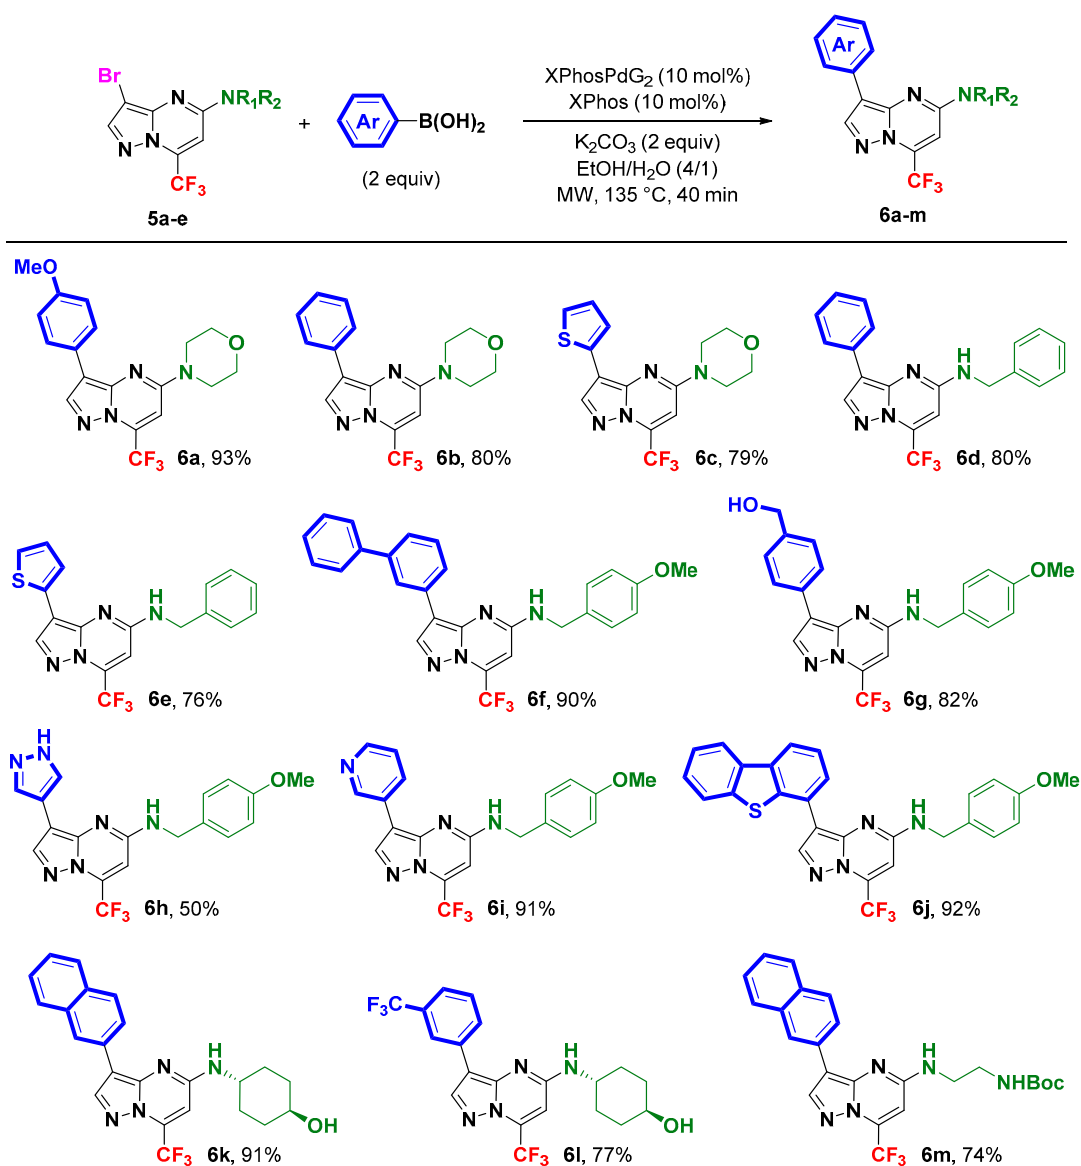 Br
N
NR1R2
N
N
CF3
5a-e
+
Ar
B(OH)2
(2 equiv)
XPhosPdG2 (10 mol%)
XPhos (10 mol%)
K2CO3 (2 equiv)
EtOH/H2O (4/1)
MW, 135 °C, 40 min
Ar
N
NR1R2
N
N
CF3
6a-m
MeO
N
N
O
N
N
CF3
6a, 93%
N
N
O
N
N
CF3
6b, 80%
S
N
N
O
N
N
CF3
6c, 79%
N
H
N
N
N
CF3
6d, 80%
S
N
H
N
N
N
CF3
6e, 76%
N
H
N
OMe
N
N
CF3
6f, 90%
HO
N
H
N
OMe
N
N
CF3
6g, 82%
H
N
N
N
H
N
OMe
N
N
CF3
6h, 50%
N
N
H
N
OMe
N
N
CF3
6i, 91%
S
N
H
N
OMe
N
N
CF3
6j, 92%
N
H
N
N
N
OH
CF3
6k, 91%
F3C
N
H
N
N
N
OH
CF3
6l, 77%
N
H
N
NHBoc
N
N
CF3
6m, 74%